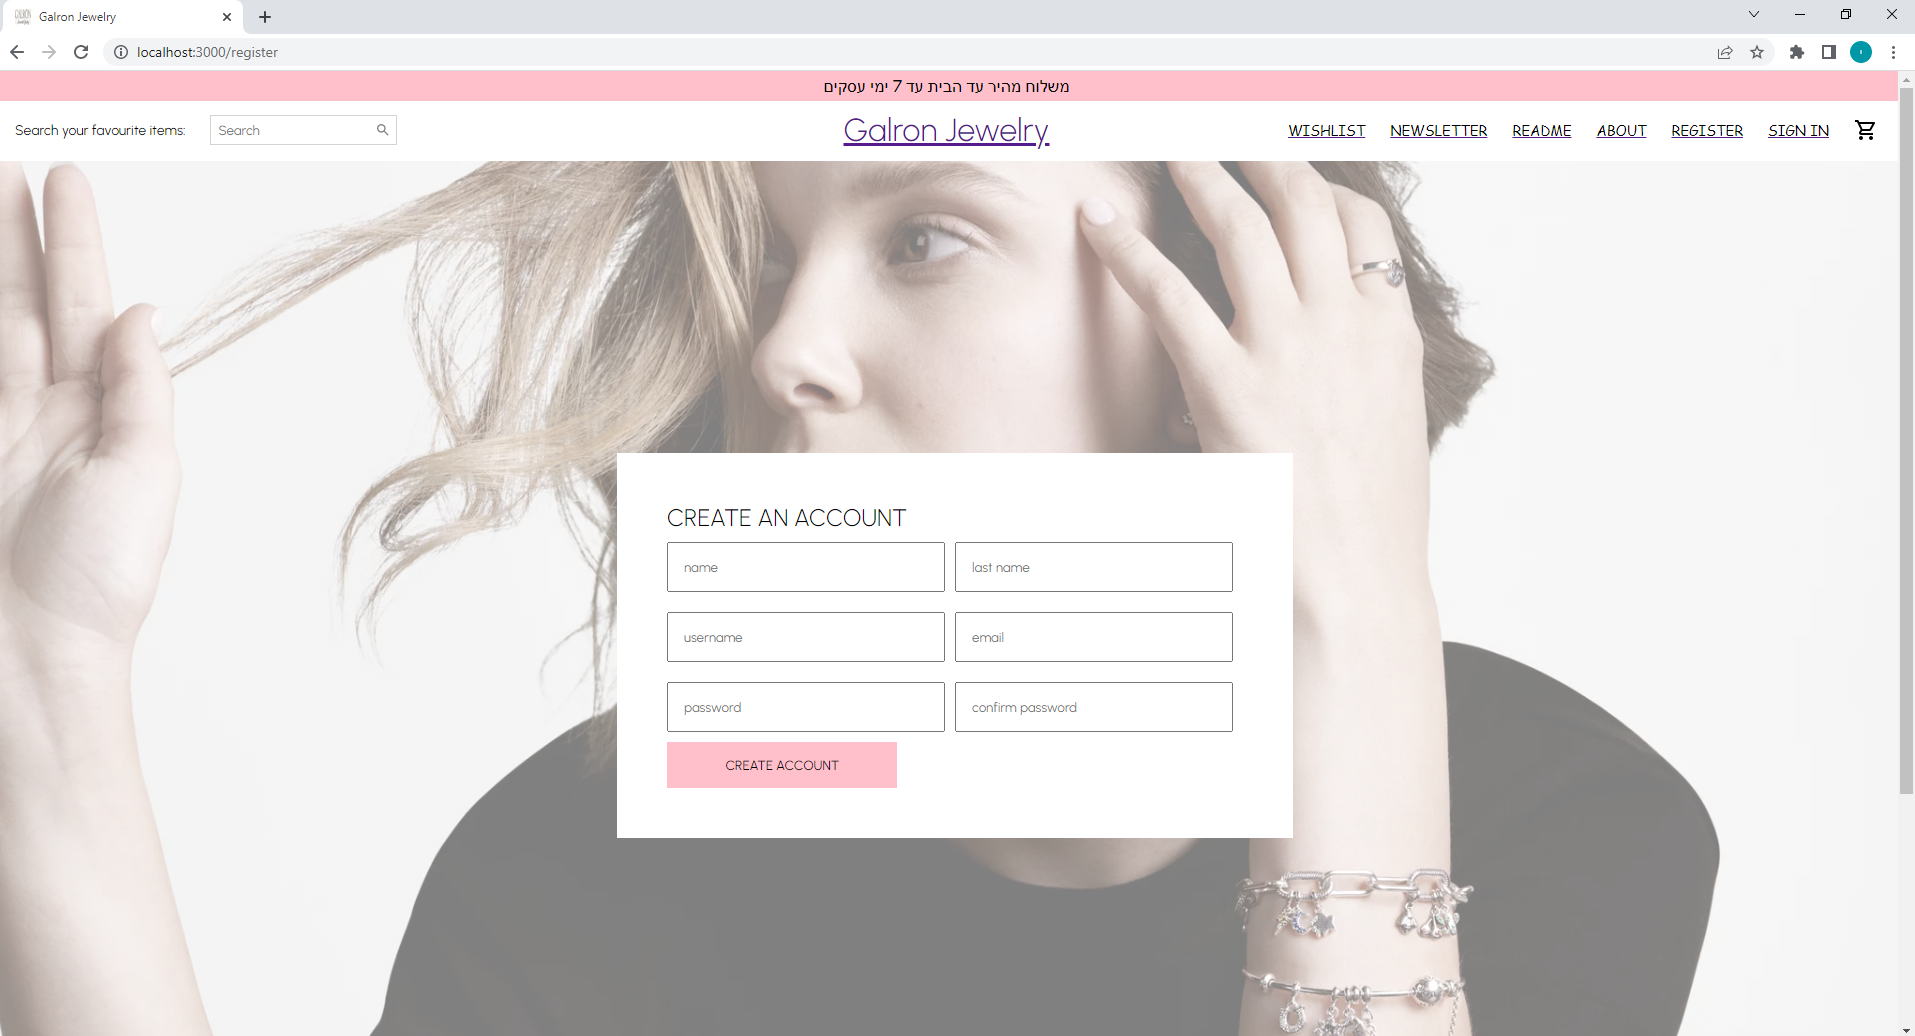 Galron Jewelry
localhost:3000/register
משלוח מהיר עד הבית עד 7 ימי עסקים
Search your favourite items:
Search
Galron Jewelry
WISHLIST
NEWSLETTER
README
ABOUT
REGISTER
SIGN IN
CREATE AN ACCOUNT
name
last name
username
email
password
confirm password
CREATE ACCOUNT